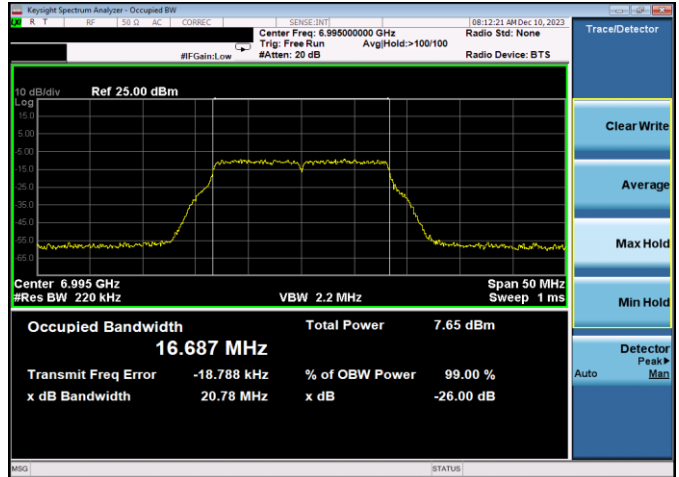 Keysight Spectrum Analyzer - Occupied BW
R T RF 50 Ω AC CORREC SENSE:INT 08:12:21 AM Dec 10, 2023
Center Freq: 6.995000000 GHz Radio Std: None
Trig: Free Run Avg|Hold:>100/100
#IFGain:Low #Atten: 20 dB Radio Device: BTS
Trace/Detector
10 dB/div Ref 25.00 dBm
Log
15.0
5.00
-5.00
-15.0
-25.0
-35.0
-45.0
-55.0
-65.0
Center 6.995 GHz Span 50 MHz
#Res BW 220 kHz VBW 2.2 MHz Sweep 1 ms
Occupied Bandwidth Total Power 7.65 dBm
16.687 MHz
Transmit Freq Error -18.788 kHz % of OBW Power 99.00 %
x dB Bandwidth 20.78 MHz x dB -26.00 dB
Clear Write
Average
Max Hold
Min Hold
Detector
Peak▶
Auto Man
MSG STATUS